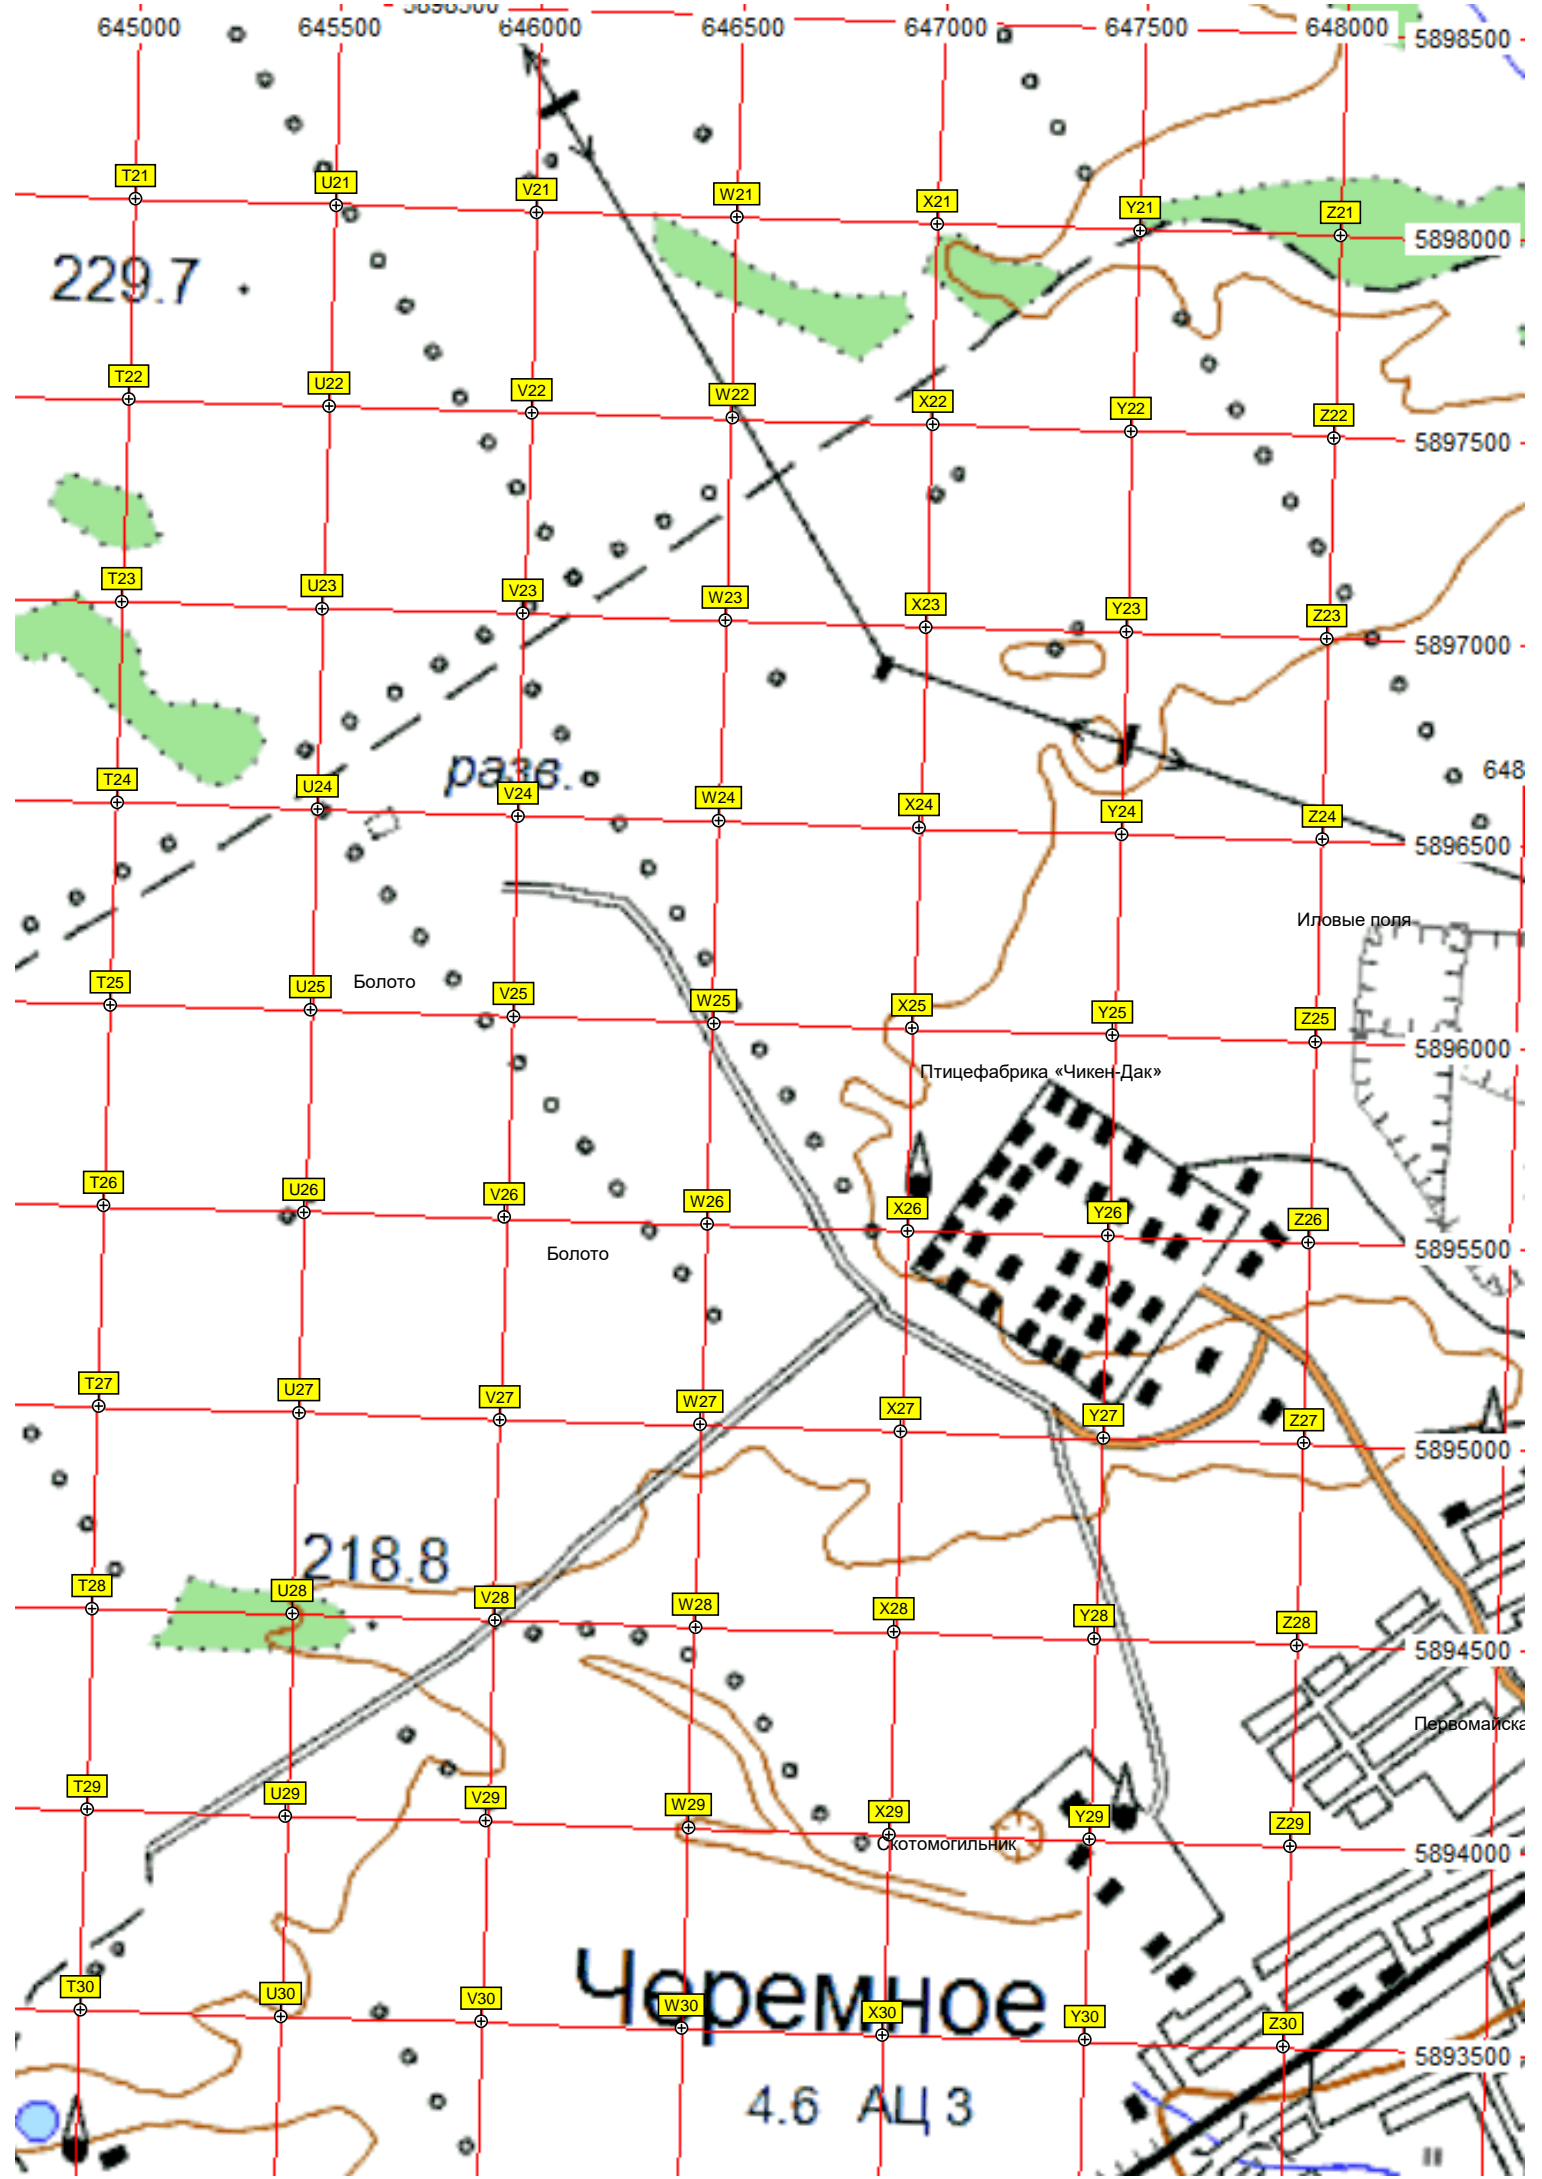 5898500
645000 645500 646000 646500 647000 647500 648000 5898500
T21 U21 V21 W21 X21 Y21 Z21
5898000
229.7
T22 U22 V22 W22 X22 Y22 Z22
5897500
T23 U23 V23 W23 X23 Y23 Z23
5897000
разв.
648
T24 U24 V24 W24 X24 Y24 Z24
5896500
Иловые поля
Болото
T25 U25 V25 W25 X25 Y25 Z25
5896000
Птицефабрика «Чикен-Дак»
T26 U26 V26 W26 X26 Y26 Z26
5895500
Болото
T27 U27 V27 W27 X27 Y27 Z27
5895000
218.8
T28 U28 V28 W28 X28 Y28 Z28
5894500
Первомайска
T29 U29 V29 W29 X29 Y29 Z29
Скотомогильник
5894000
Черемное
T30 U30 V30 W30 X30 Y30 Z30
5893500
4.6 АЦ 3